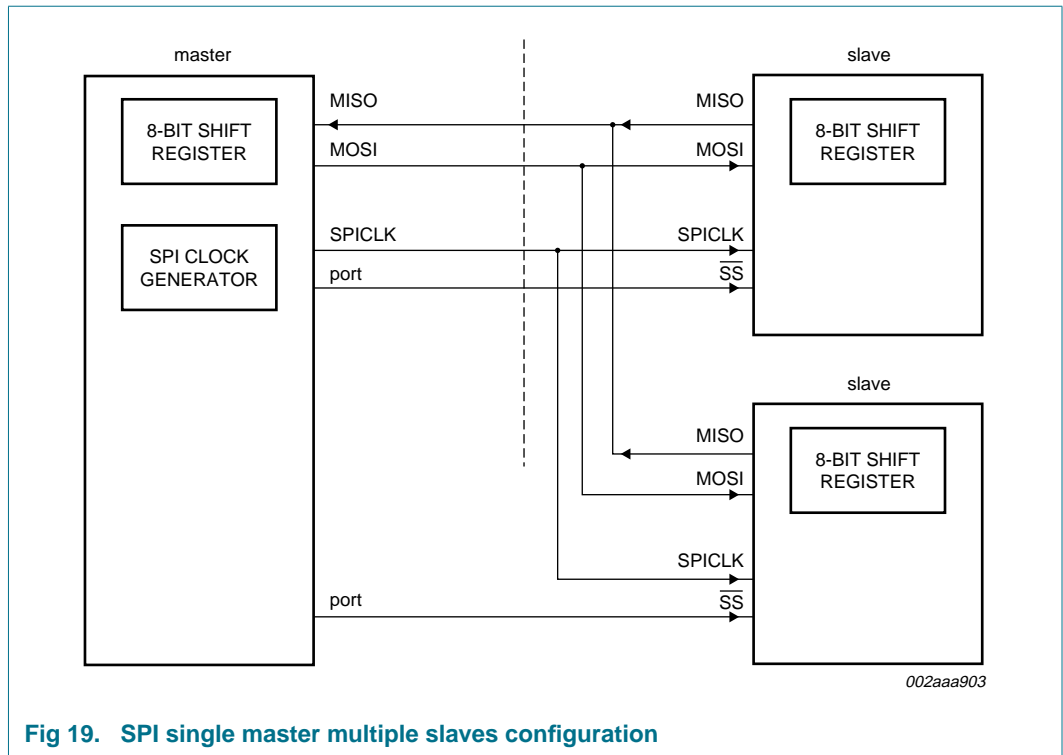 master
slave
MISO
MISO
8-BIT SHIFT
REGISTER
8-BIT SHIFT
REGISTER
MOSI
MOSI
SPICLK
SPICLK
SPI CLOCK
GENERATOR
port
S̅S̅
slave
MISO
8-BIT SHIFT
REGISTER
MOSI
SPICLK
port
S̅S̅
002aaa903
Fig 19. SPI single master multiple slaves configuration